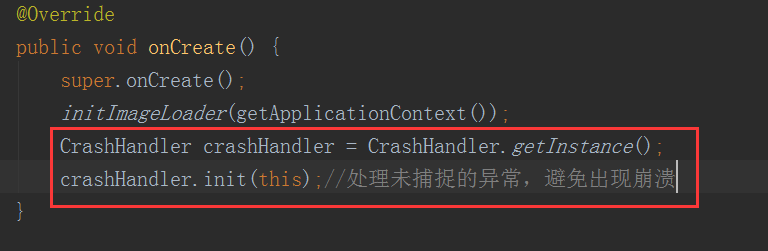 @Override
public void onCreate() {
super.onCreate();
initImageLoader(getApplicationContext());
CrashHandler crashHandler = CrashHandler.getInstance();
crashHandler.init(this);//处理未捕捉的异常，避免出现崩溃
}